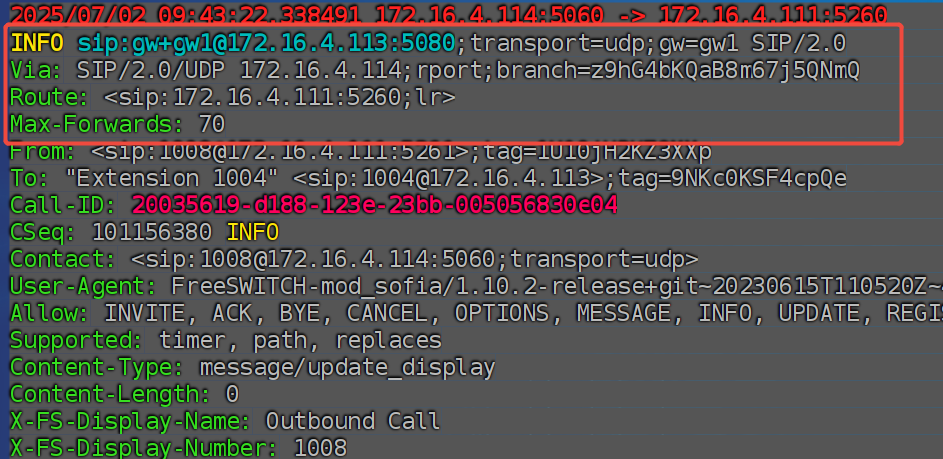 2025/07/02 09:43:22.338491 172.16.4.114:5060 -> 172.16.4.111:5260
INFO sip:gw+gw1@172.16.4.113:5080;transport=udp;gw=gw1 SIP/2.0
Via: SIP/2.0/UDP 172.16.4.114;rport;branch=z9hG4bKQaB8m67j5QNmQ
Route: <sip:172.16.4.111:5260;lr>
Max-Forwards: 70
From: <sip:1008@172.16.4.111:5261>;tag=1U10jH2KZ3XXp
To: "Extension 1004" <sip:1004@172.16.4.113>;tag=9NKc0KSF4cpQe
Call-ID: 20035619-d188-123e-23bb-005056830e04
CSeq: 101156380 INFO
Contact: <sip:1008@172.16.4.114:5060;transport=udp>
User-Agent: FreeSWITCH-mod_sofia/1.10.2-release+git~20230615T110520Z~
Allow: INVITE, ACK, BYE, CANCEL, OPTIONS, MESSAGE, INFO, UPDATE, REGI
Supported: timer, path, replaces
Content-Type: message/update_display
Content-Length: 0
X-FS-Display-Name: Outbound Call
X-FS-Display-Number: 1008